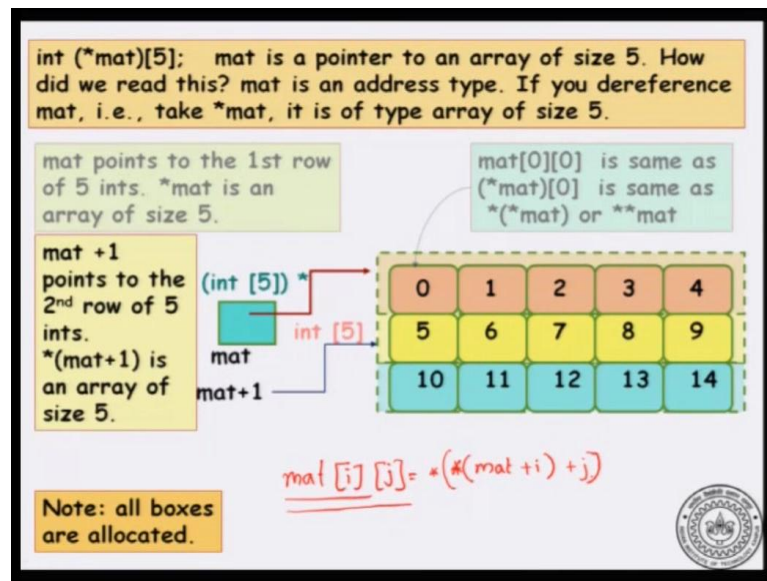 int (*mat)[5]; mat is a pointer to an array of size 5. How
did we read this? mat is an address type. If you dereference
mat, i.e., take *mat, it is of type array of size 5.
mat points to the 1st row
of 5 ints. *mat is an
array of size 5.
mat[0][0] is same as
(*mat)[0] is same as
*(*mat) or **mat
mat +1
points to the
2nd row of 5
ints.
*(mat+1) is
an array of
size 5.
(int [5]) *
int [5]
mat
mat+1
0 1 2 3 4
5 6 7 8 9
10 11 12 13 14
mat [i] [j] = *(*(mat +i) +j)
Note: all boxes
are allocated.